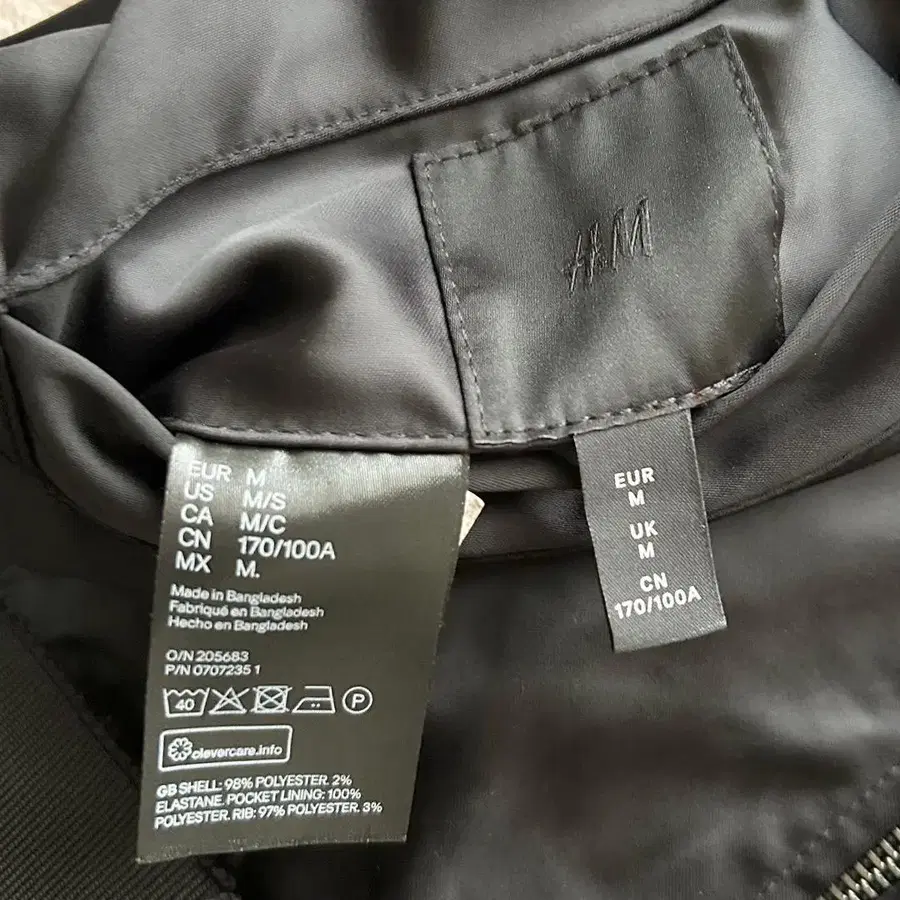 H&M
EUR M
US M/S
CA M/C
CN 170/100A
MX M.
Made in Bangladesh
Fabriqué en Bangladesh
Hecho en Bangladesh
O/N 205683
P/N 0707235 1
40
P
clevercare.info
GB SHELL: 98% POLYESTER. 2%
ELASTANE. POCKET LINING: 100%
POLYESTER. RIB: 97% POLYESTER. 3%
EUR
M
UK
M
CN
170/100A